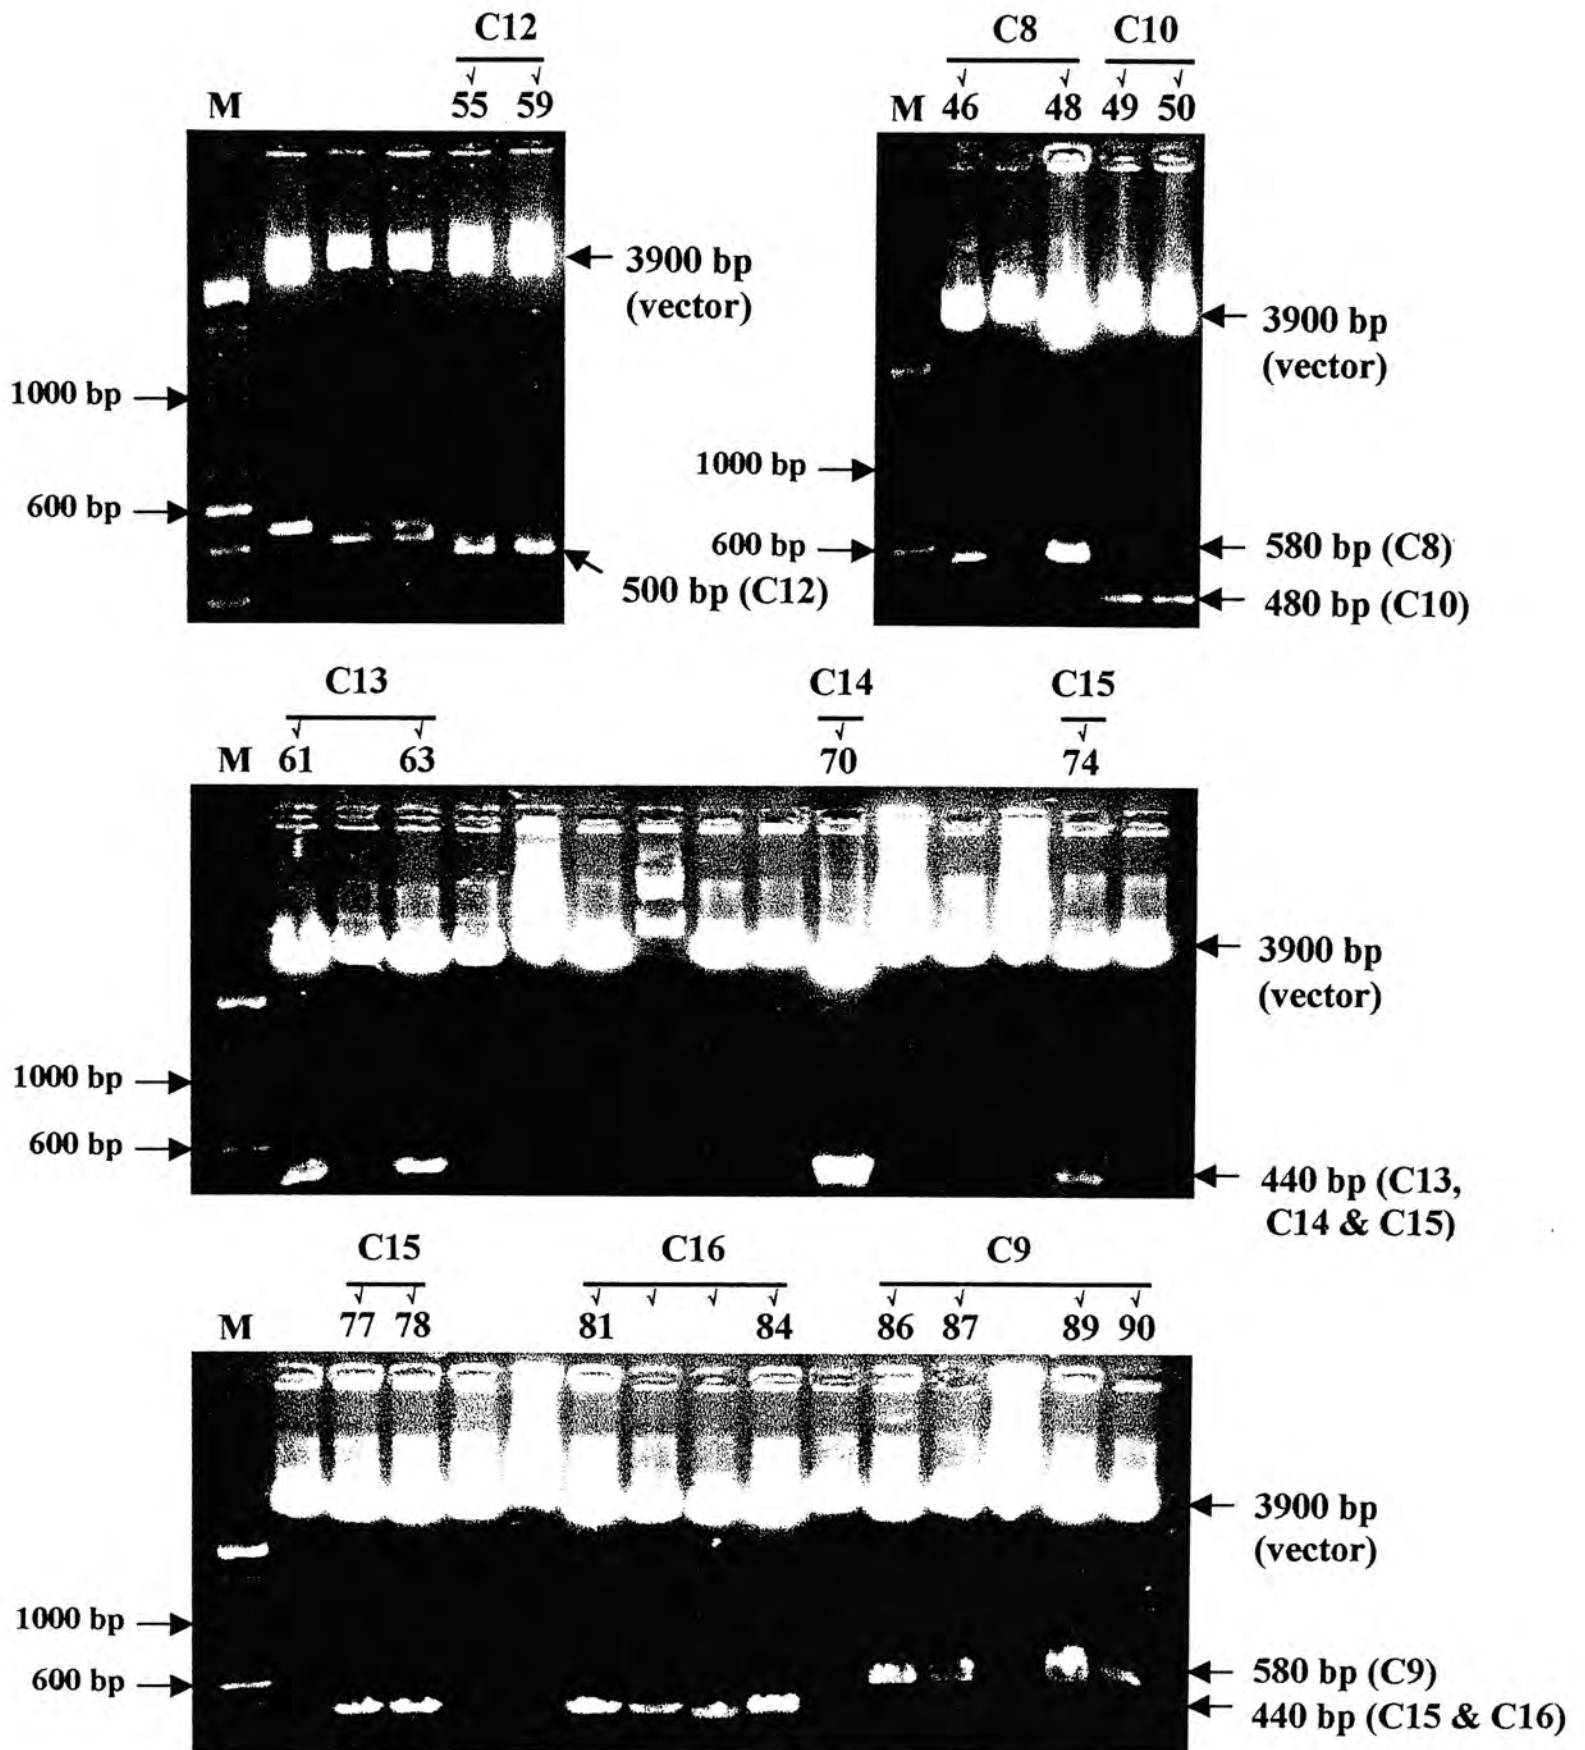 C12
√ √
M 55 59
3900 bp
(vector)
1000 bp
600 bp
500 bp (C12)
C8 C10
√ √ √ √
M 46 48 49 50
3900 bp
(vector)
1000 bp
600 bp
580 bp (C8)
480 bp (C10)
C13 C14 C15
√ √ √ √
M 61 63 70 74
3900 bp
(vector)
1000 bp
600 bp
440 bp (C13,
C14 & C15)
C15 C16 C9
√ √ √ √ √ √ √ √ √ √
M 77 78 81 84 86 87 89 90
3900 bp
(vector)
1000 bp
600 bp
580 bp (C9)
440 bp (C15 & C16)